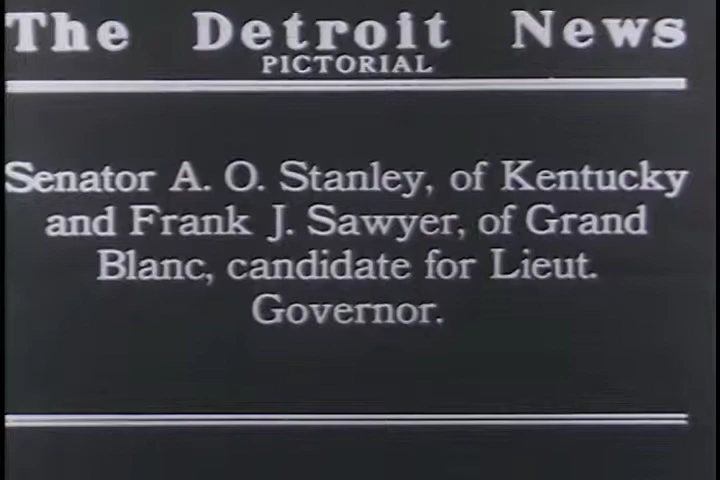 The Detroit News
PICTORIAL
Senator A. O. Stanley, of Kentucky
and Frank J. Sawyer, of Grand
Blanc, candidate for Lieut.
Governor.